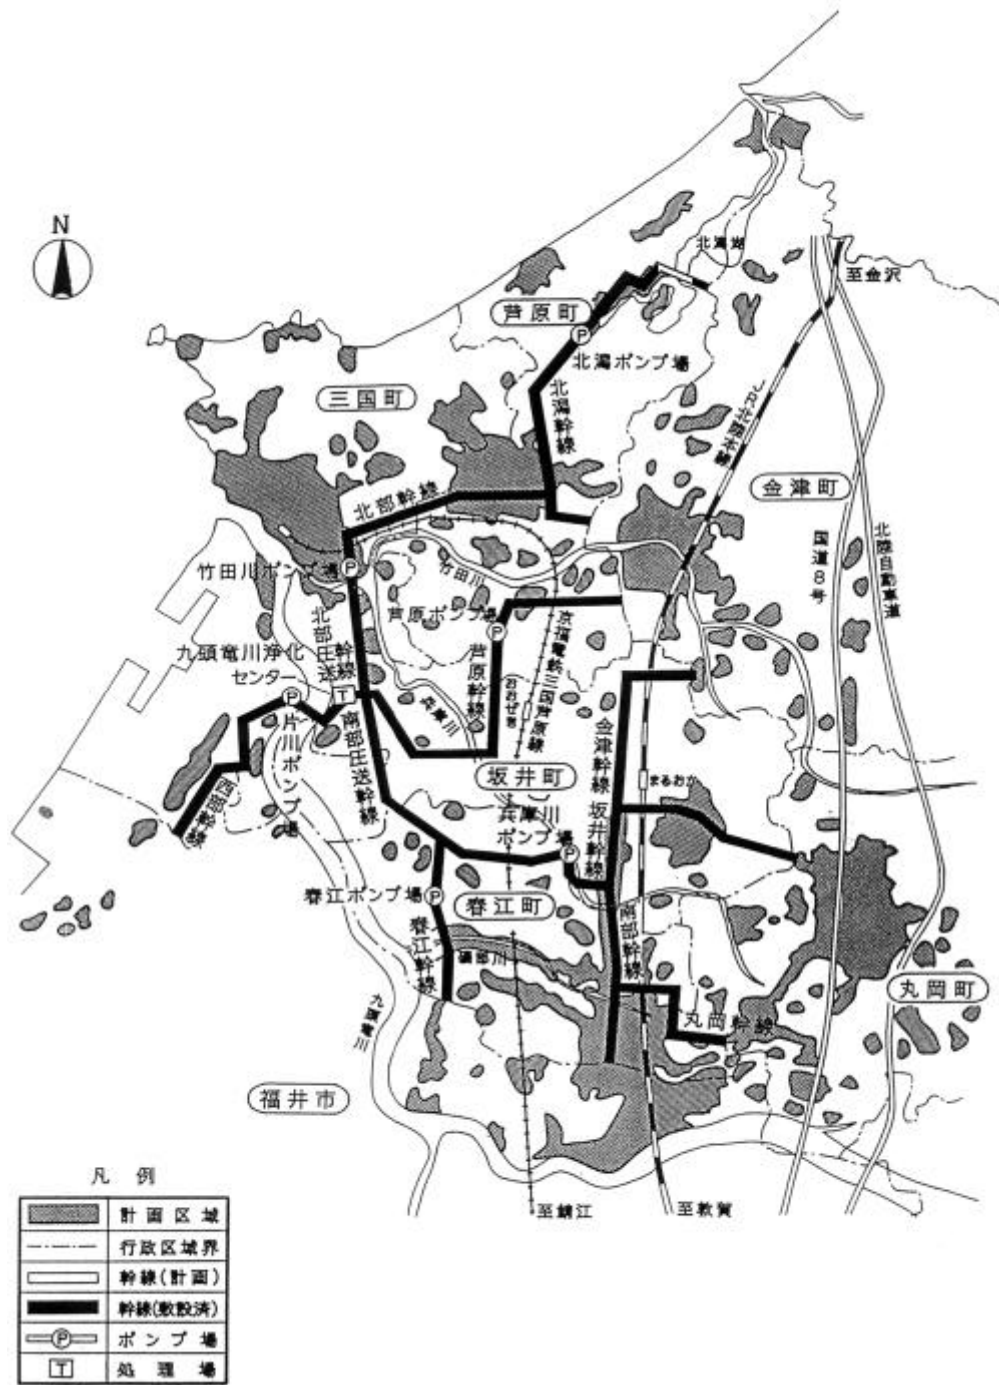 N
北潟湖
至金沢
芦原町
北潟ポンプ場
北潟幹線
三国町
JR北陸本線
金津町
北部幹線
国道8号
北陸自動車道
竹田川ポンプ場
竹田川
芦原ポンプ場
北部圧送幹線
京福電鉄三国芦原線
九頭竜川浄化
センター
芦原幹線
おおぜき
兵庫川
T
P
片川ポンプ場
南部圧送幹線
金津幹線
坂井町
まるおか
西部幹線
兵庫川
ポンプ場
坂井幹線
春江ポンプ場
春江町
南部幹線
春江幹線
磯部川
丸岡町
丸岡幹線
九頭竜川
福井市
至鯖江
至敦賀
凡例
計画区域
行政区域界
幹線(計画)
幹線(敷設済)
P ポンプ場
T 処理場